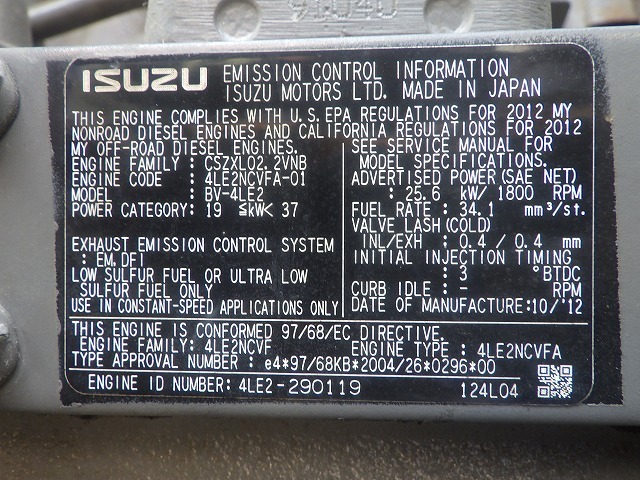 91040
ISUZU EMISSION CONTROL INFORMATION
ISUZU MOTORS LTD. MADE IN JAPAN
THIS ENGINE COMPLIES WITH U.S.EPA REGULATIONS FOR 2012 MY
NONROAD DIESEL ENGINES AND CALIFORNIA REGULATIONS FOR 2012
MY OFF-ROAD DIESEL ENGINES.
ENGINE FAMILY : CSZXL02.2VNB
ENGINE CODE : 4LE2NCVFA-01
MODEL : BV-4LE2
POWER CATEGORY: 19 ≦kW< 37
EXHAUST EMISSION CONTROL SYSTEM
: EM,DFI
LOW SULFUR FUEL OR ULTRA LOW
SULFUR FUEL ONLY
USE IN CONSTANT-SPEED APPLICATIONS ONLY
SEE SERVICE MANUAL FOR
MODEL SPECIFICATIONS.
ADVERTISED POWER (SAE NET)
: 25.6 kW/ 1800 RPM
FUEL RATE : 34.1 mm³/st.
VALVE LASH (COLD)
IN/EXH : 0.4 / 0.4 mm
INITIAL INJECTION TIMING
: 3 °BTDC
CURB IDLE : - RPM
DATE OF MANUFACTURE:10/'12
THIS ENGINE IS CONFORMED 97/68/EC DIRECTIVE.
ENGINE FAMILY: 4LE2NCVF ENGINE TYPE : 4LE2NCVFA
TYPE APPROVAL NUMBER : e4*97/68KB*2004/26*0296*00
ENGINE ID NUMBER: 4LE2-290119 124L04